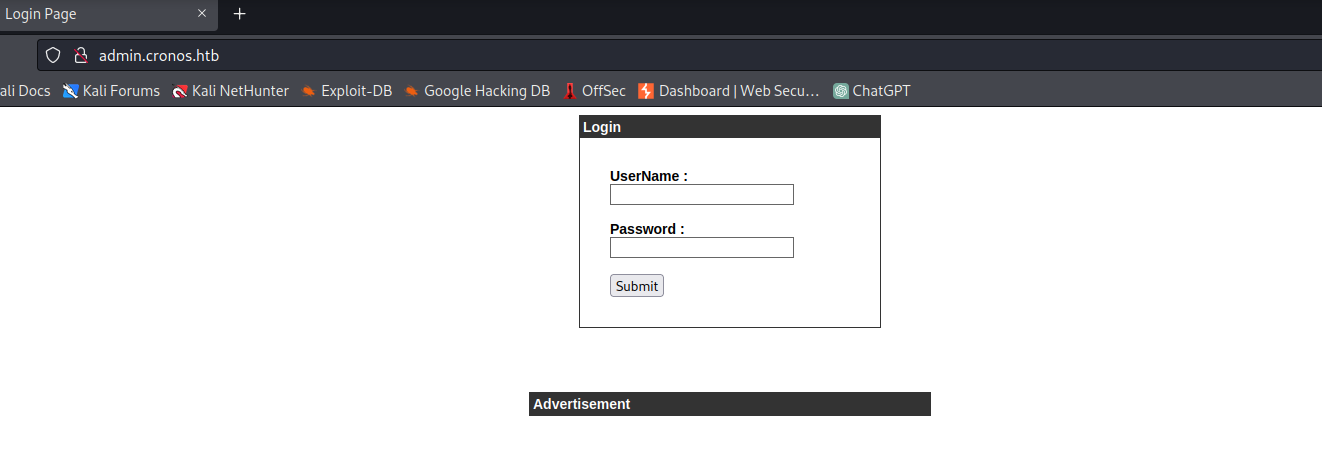 Login Page
admin.cronos.htb
ali Docs Kali Forums Kali NetHunter Exploit-DB Google Hacking DB OffSec Dashboard | Web Secu… ChatGPT
Login
UserName :
Password :
Submit
Advertisement